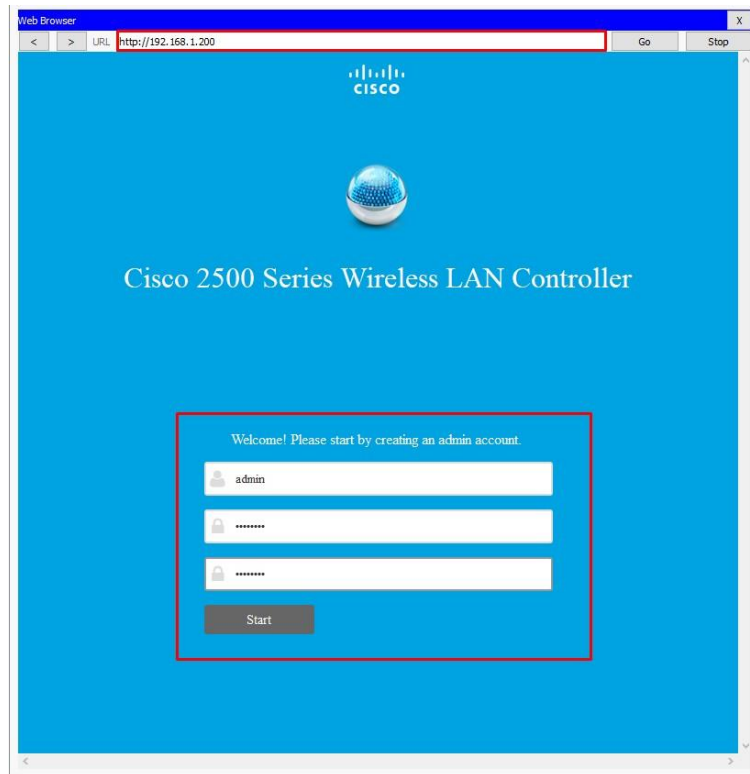 Web Browser X
< > URL http://192.168.1.200 Go Stop
CISCO
Cisco 2500 Series Wireless LAN Controller
Welcome! Please start by creating an admin account.
admin
••••••••
••••••••
Start